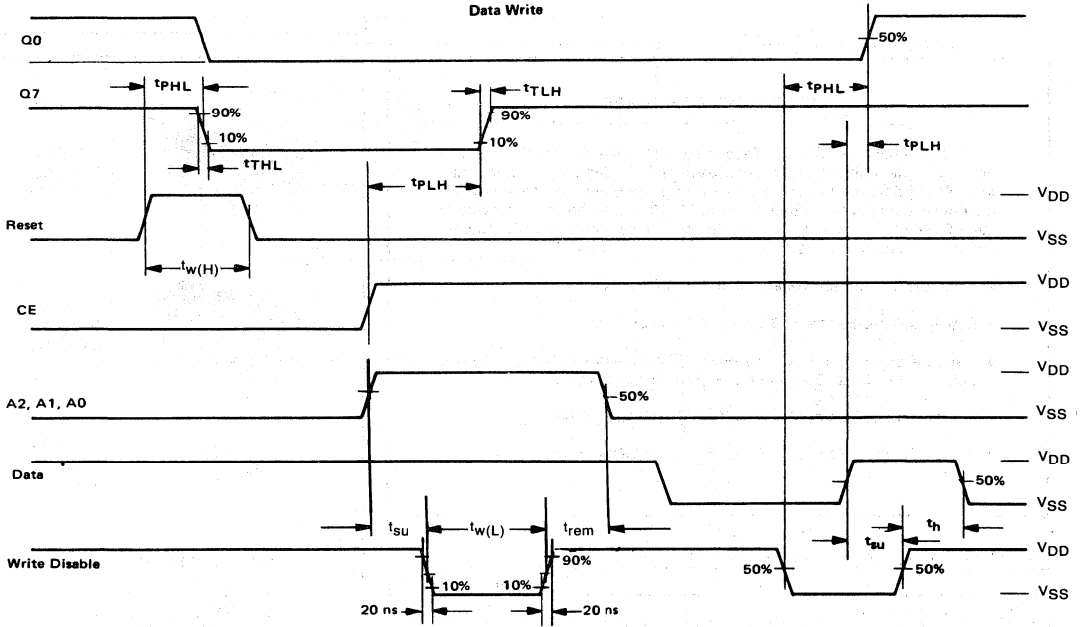 Data Write
Q0
50%
tPHL
tTLH
tPHL
Q7
90%
90%
10%
10%
tTHL
tPLH
tPLH
VDD
Reset
VSS
tw(H)
VDD
CE
VSS
VDD
A2, A1, A0
50%
VSS
VDD
Data
50%
VSS
tsu
tw(L)
trem
th
tsu
VDD
Write Disable
90%
50%
50%
10%
10%
VSS
20 ns
20 ns